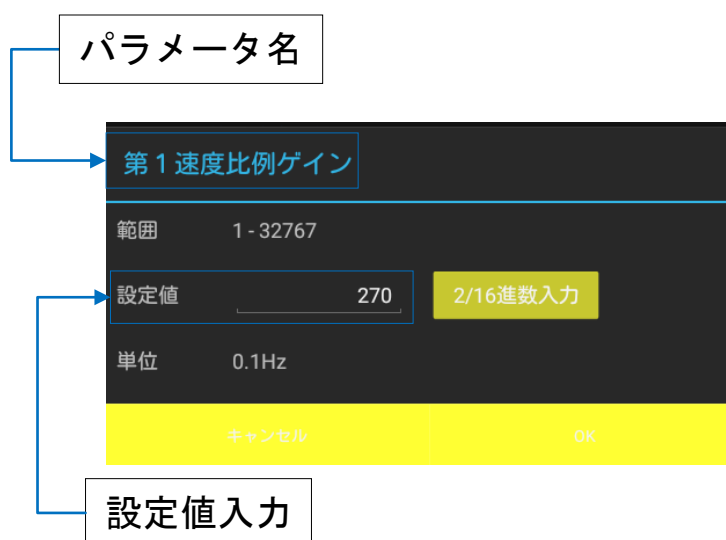 パラメータ名
第1速度比例ゲイン
範囲 1 - 32767
設定値 270 2/16進数入力
単位 0.1Hz
キャンセル OK
設定値入力